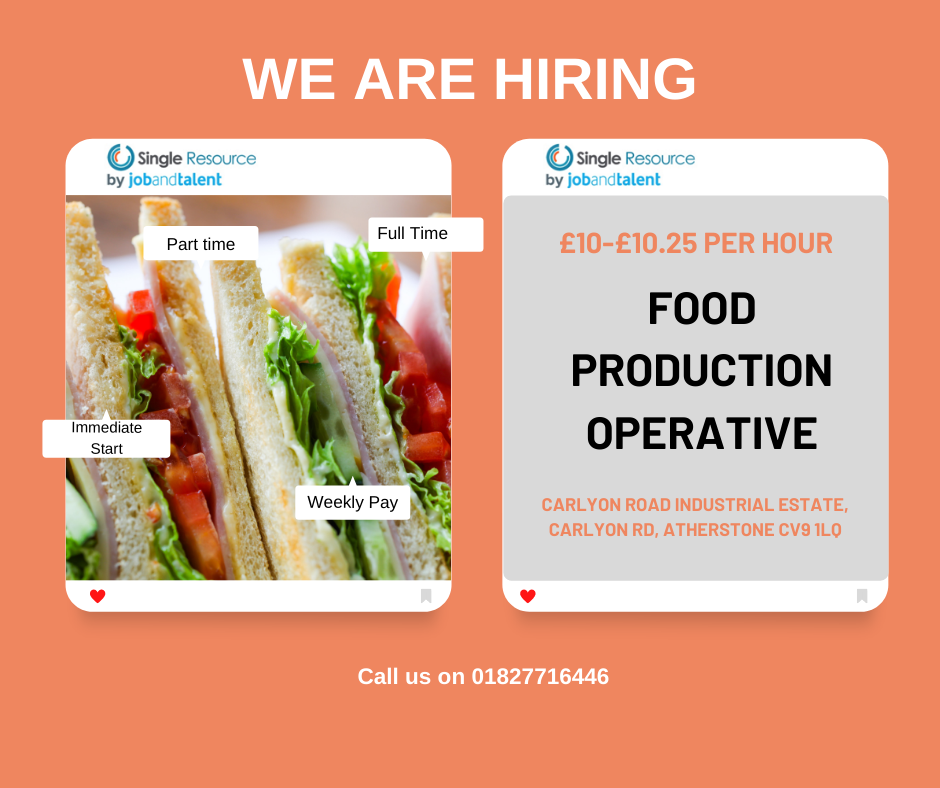 WE ARE HIRING
Single Resource
by jobandtalent
Part time
Full Time
Immediate
Start
Weekly Pay
Single Resource
by jobandtalent
£10-£10.25 PER HOUR
FOOD
PRODUCTION
OPERATIVE
CARLYON ROAD INDUSTRIAL ESTATE,
CARLYON RD, ATHERSTONE CV9 1LQ
Call us on 01827716446